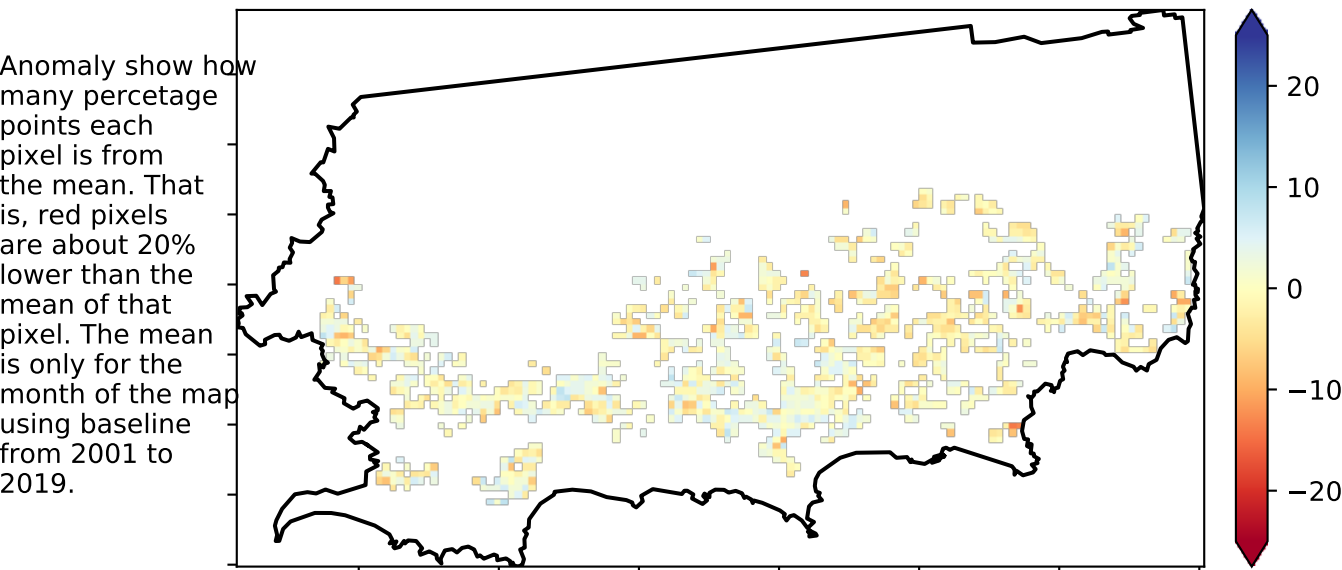 Anomaly show how
many percetage
points each
pixel is from
the mean. That
is, red pixels
are about 20%
lower than the
mean of that
pixel. The mean
is only for the
month of the map
using baseline
from 2001 to
2019.
20
10
0
−10
−20